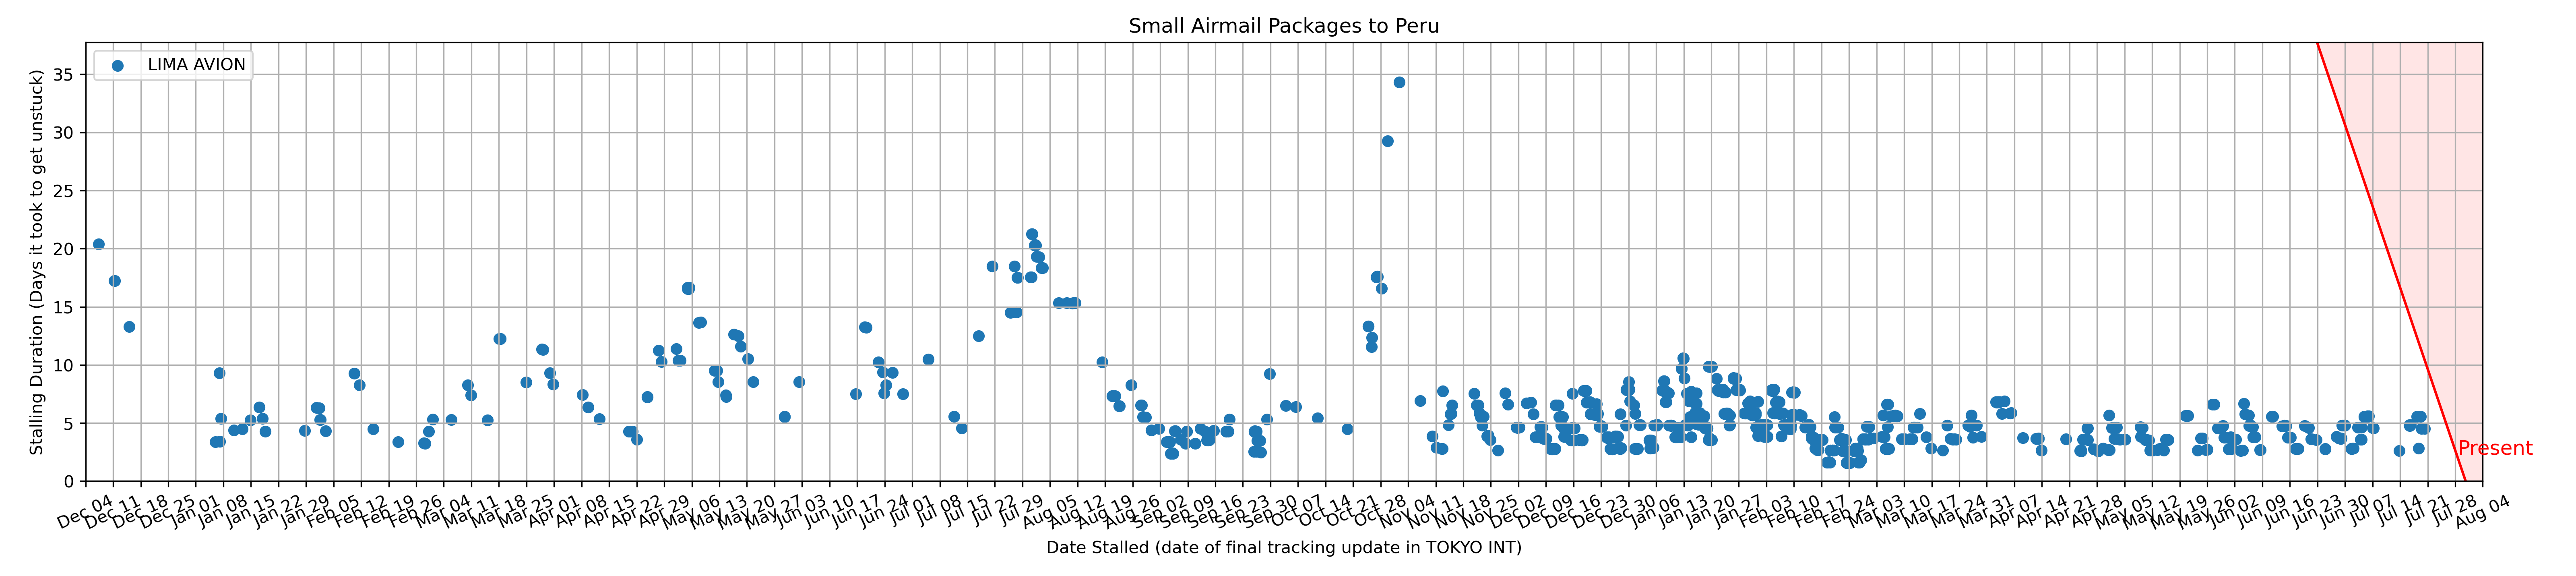 Small Airmail Packages to Peru
LIMA AVION
Stalling Duration (Days it took to get unstuck)
35
30
25
20
15
10
5
0
Present
Dec 04
Dec 11
Dec 18
Dec 25
Jan 01
Jan 08
Jan 15
Jan 22
Jan 29
Feb 05
Feb 12
Feb 19
Feb 26
Mar 04
Mar 11
Mar 18
Mar 25
Apr 01
Apr 08
Apr 15
Apr 22
Apr 29
May 06
May 13
May 20
May 27
Jun 03
Jun 10
Jun 17
Jun 24
Jul 01
Jul 08
Jul 15
Jul 22
Jul 29
Aug 05
Aug 12
Aug 19
Aug 26
Sep 02
Sep 09
Sep 16
Sep 23
Sep 30
Oct 07
Oct 14
Oct 21
Oct 28
Nov 04
Nov 11
Nov 18
Nov 25
Dec 02
Dec 09
Dec 16
Dec 23
Dec 30
Jan 06
Jan 13
Jan 20
Jan 27
Feb 03
Feb 10
Feb 17
Feb 24
Mar 03
Mar 10
Mar 17
Mar 24
Mar 31
Apr 07
Apr 14
Apr 21
Apr 28
May 05
May 12
May 19
May 26
Jun 02
Jun 09
Jun 16
Jun 23
Jun 30
Jul 07
Jul 14
Jul 21
Jul 28
Aug 04
Date Stalled (date of final tracking update in TOKYO INT)